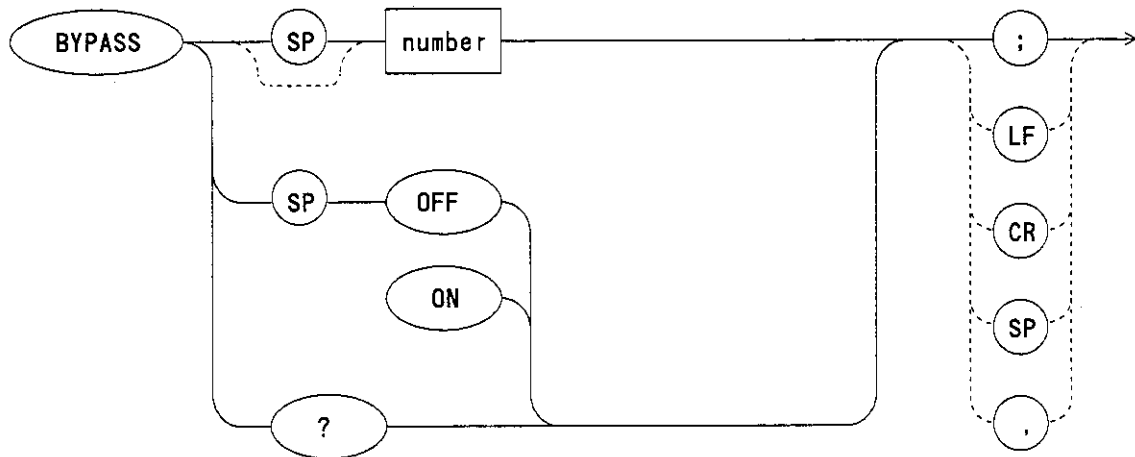 BYPASS SP number ;
LF
SP OFF
CR
ON
SP
?
,